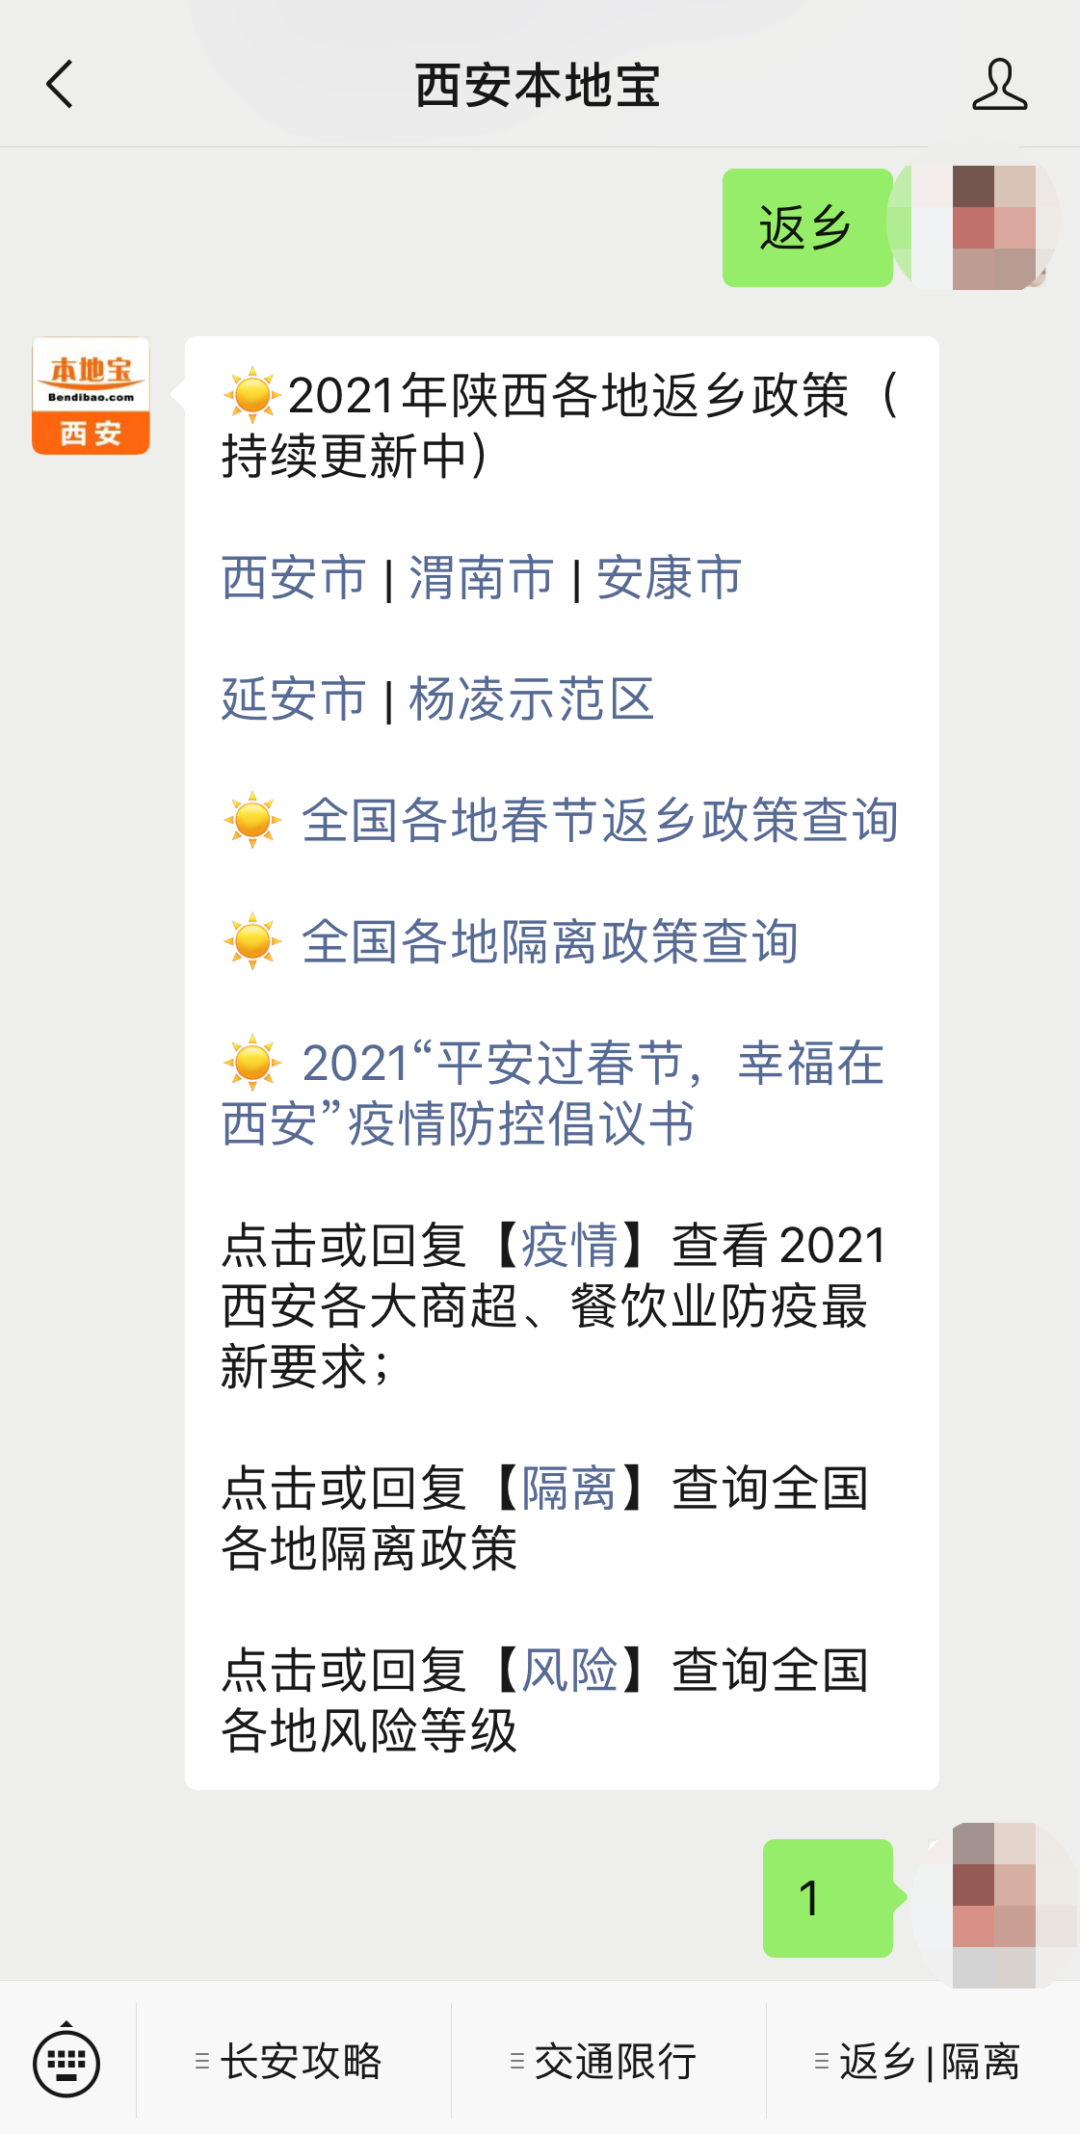 西安本地宝
返乡
本地宝
Bendibao.com
西安
☀️2021年陕西各地返乡政策（
持续更新中）
西安市 | 渭南市 | 安康市
延安市 | 杨凌示范区
☀️ 全国各地春节返乡政策查询
☀️ 全国各地隔离政策查询
☀️ 2021“平安过春节，幸福在
西安”疫情防控倡议书
点击或回复【疫情】查看2021
西安各大商超、餐饮业防疫最
新要求；
点击或回复【隔离】查询全国
各地隔离政策
点击或回复【风险】查询全国
各地风险等级
1
长安攻略
交通限行
返乡|隔离